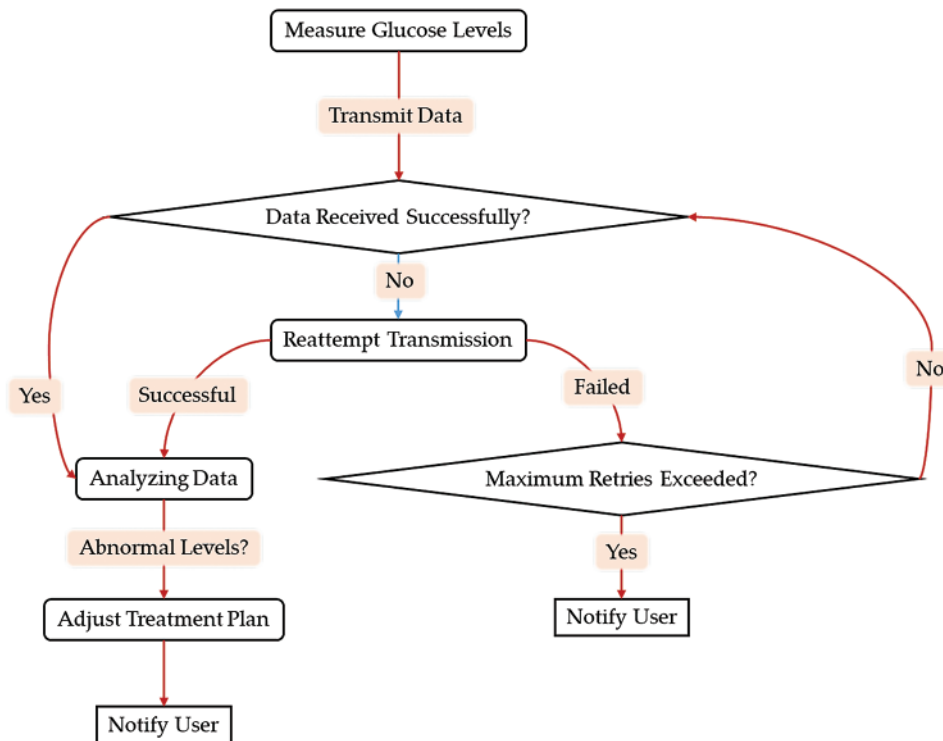 Measure Glucose Levels
Transmit Data
Data Received Successfully?
No
Reattempt Transmission
No
Yes
Successful
Failed
Analyzing Data
Maximum Retries Exceeded?
Abnormal Levels?
Yes
Adjust Treatment Plan
Notify User
Notify User